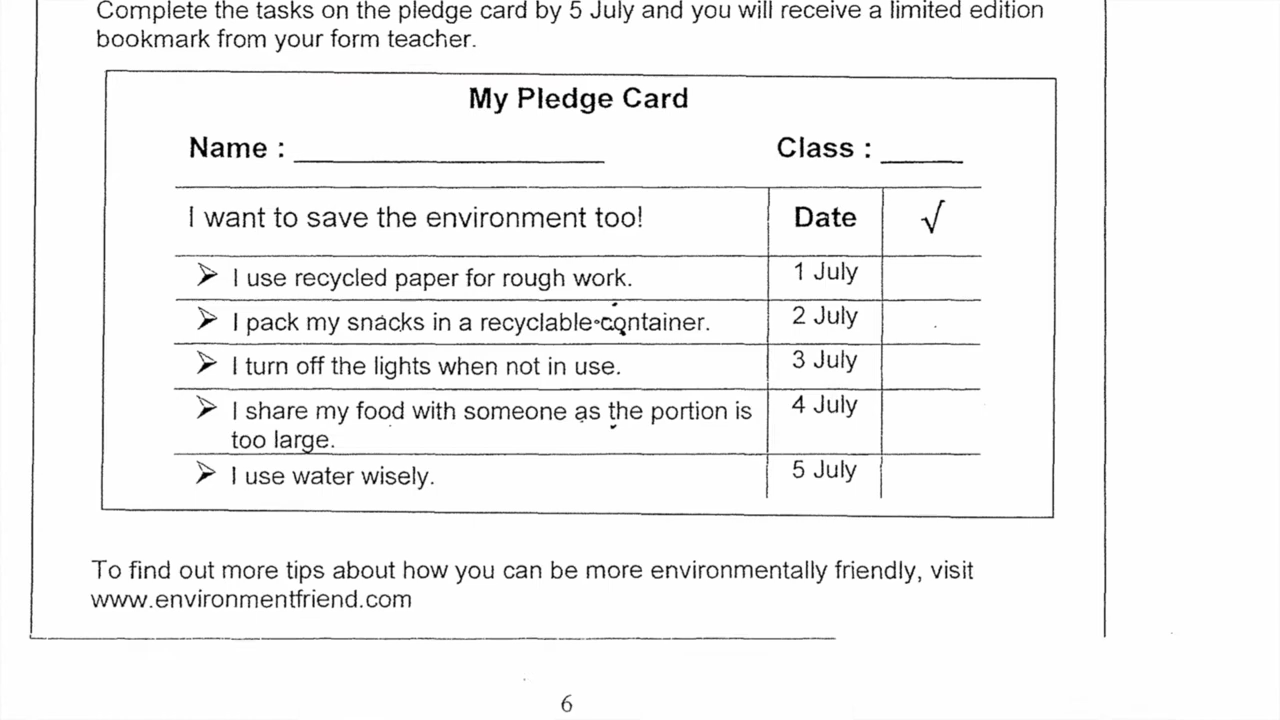 Complete the tasks on the pledge card by 5 July and you will receive a limited edition
bookmark from your form teacher.
My Pledge Card
Name : ____________________ Class : _____
I want to save the environment too! Date √
➢ I use recycled paper for rough work. 1 July
➢ I pack my snacks in a recyclable container. 2 July
➢ I turn off the lights when not in use. 3 July
➢ I share my food with someone as the portion is 4 July
too large.
➢ I use water wisely. 5 July
To find out more tips about how you can be more environmentally friendly, visit
www.environmentfriend.com
6